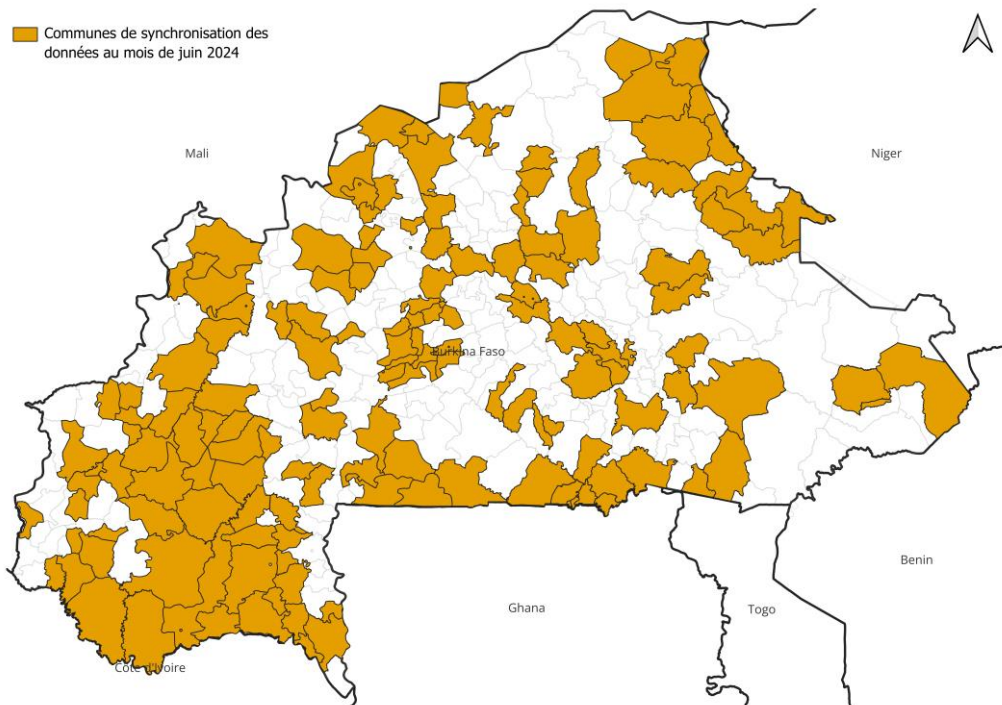 Communes de synchronisation des
données au mois de juin 2024
Mali
Niger
Burkina Faso
Benin
Ghana
Togo
Côte d'Ivoire